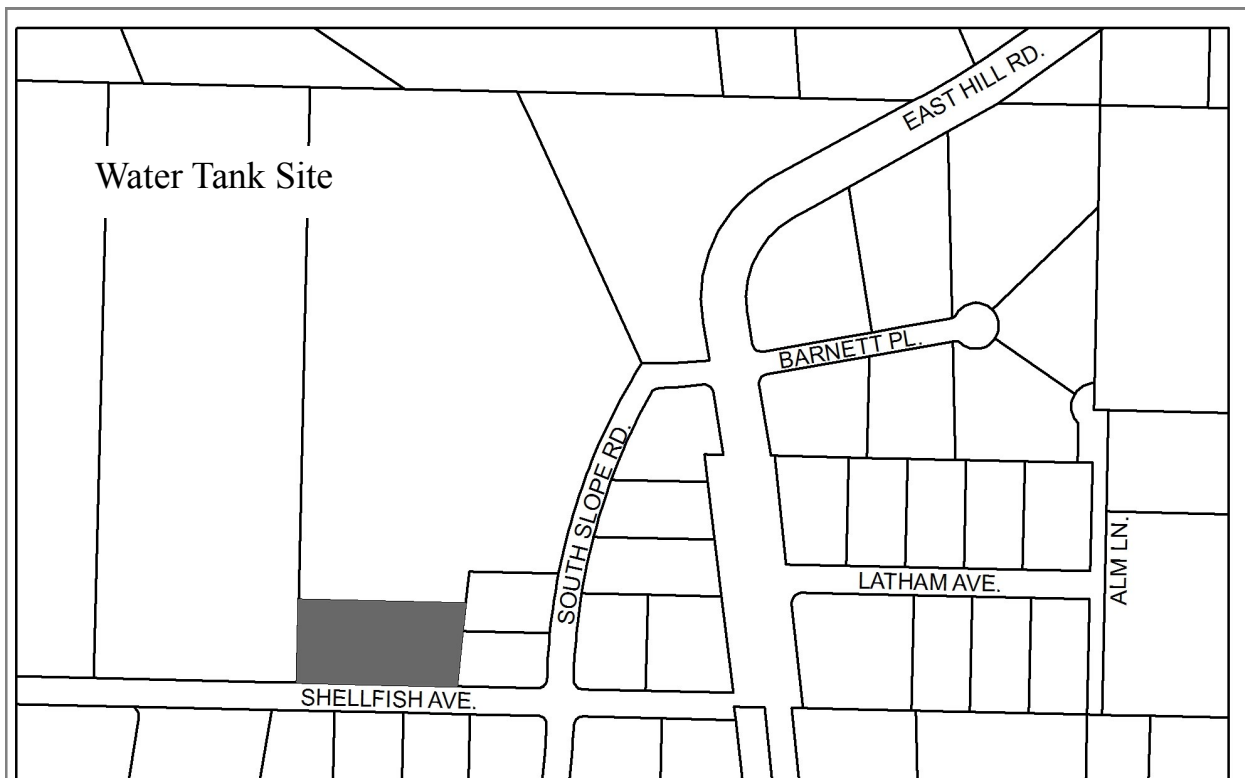 EAST HILL RD.
Water Tank Site
BARNETT PL.
SOUTH SLOPE RD.
LATHAM AVE.
ALM LN.
SHELLFISH AVE.